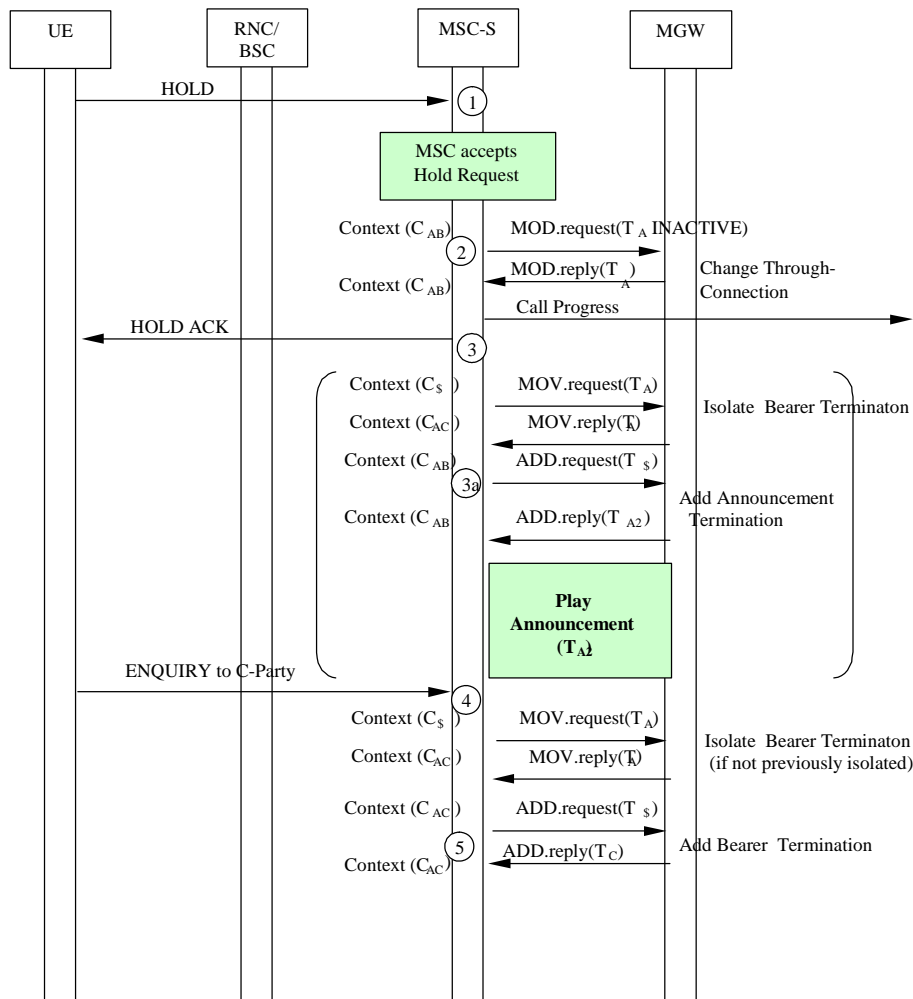 UE
RNC/
BSC
MSC-S
MGW
HOLD
1
MSC accepts
Hold Request
Context (C AB)
MOD.request(T A INACTIVE)
2
MOD.reply(T A)
Change Through-
Connection
Context (C AB)
Call Progress
HOLD ACK
3
Context (C $ )
MOV.request(T A)
Isolate Bearer Terminaton
Context (C AC)
MOV.reply(T A)
Context (C AB)
ADD.request(T $)
3a
Add Announcement
Termination
Context (C AB
ADD.reply(T A2)
Play
Announcement
(T A2)
ENQUIRY to C-Party
4
Context (C $ )
MOV.request(T A)
Isolate Bearer Terminaton
(if not previously isolated)
Context (C AC)
MOV.reply(T A)
Context (C AC)
ADD.request(T $)
5
Add Bearer Termination
ADD.reply(T C)
Context (C AC)